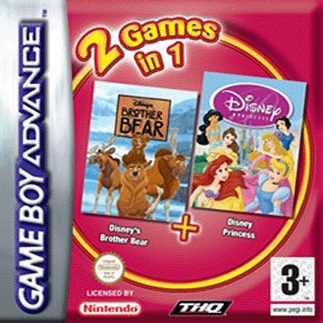 GAME BOY ADVANCE
2 Games
in 1
Disney's
BROTHER
BEAR
Disney
PRINCESS
+
Disney's
Brother Bear
Disney
Princess
LICENSED BY
Nintendo
THQ
3+
www.pegi.info